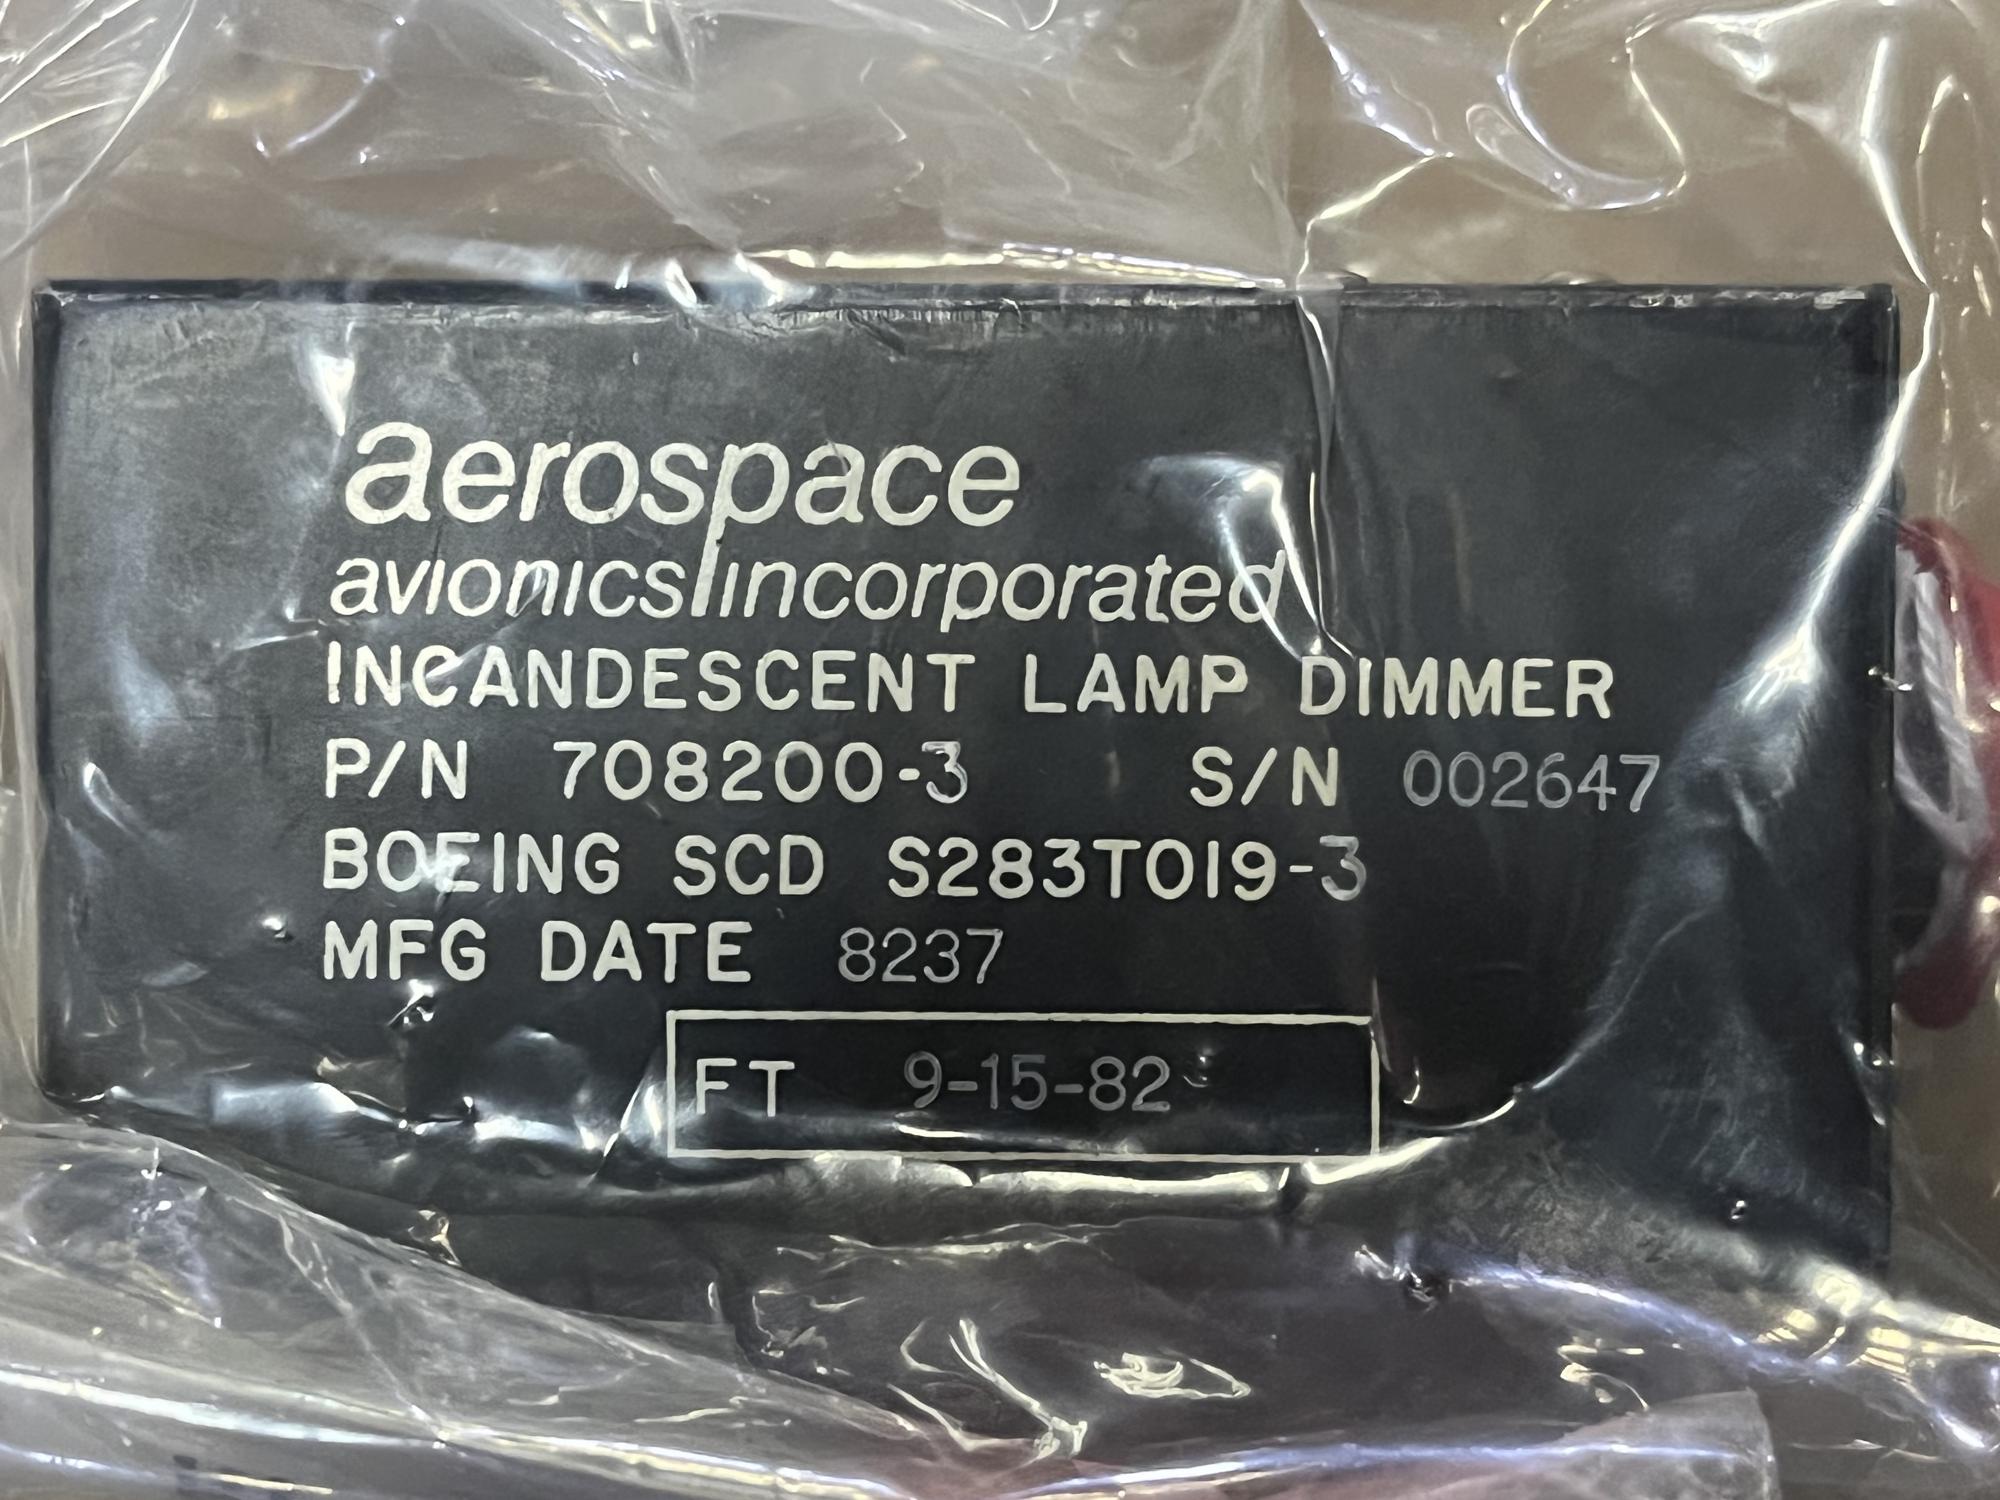 aerospace
avionics incorporated
INCANDESCENT LAMP DIMMER
P/N 708200-3 S/N 002647
BOEING SCD S283T019-3
MFG DATE 8237
FT 9-15-82